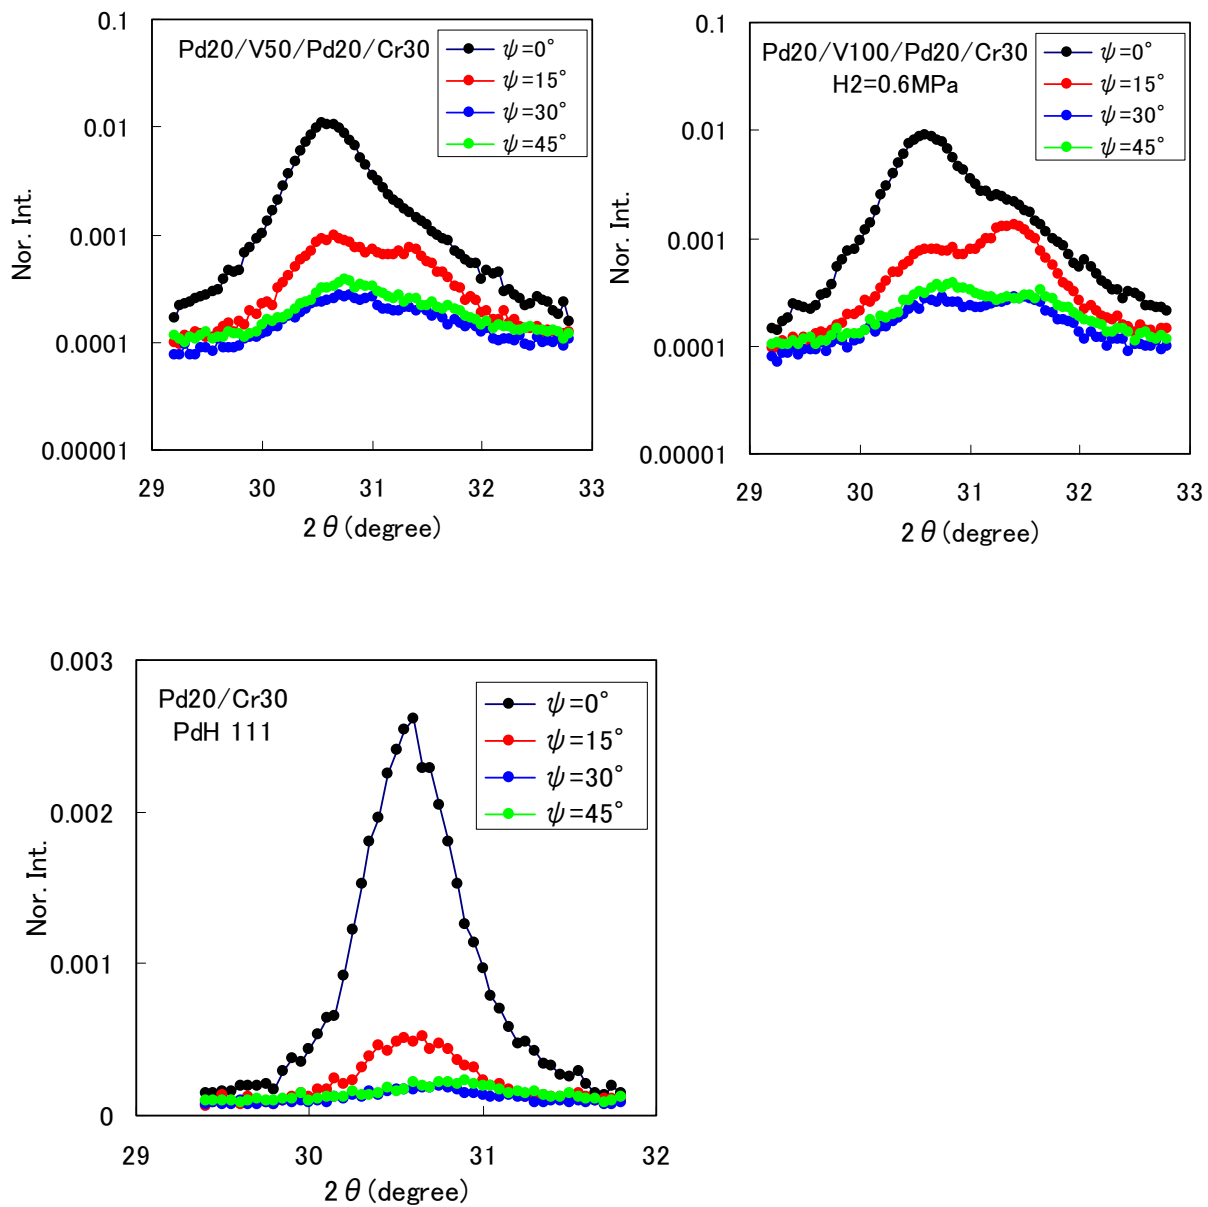 Pd20/V50/Pd20/Cr30
ψ=0°
ψ=15°
ψ=30°
ψ=45°
0.1
0.01
0.001
0.0001
0.00001
Nor. Int.
29
30
31
32
33
2θ(degree)
Pd20/V100/Pd20/Cr30
H2=0.6MPa
ψ=0°
ψ=15°
ψ=30°
ψ=45°
0.1
0.01
0.001
0.0001
0.00001
Nor. Int.
29
30
31
32
33
2θ(degree)
Pd20/Cr30
PdH 111
ψ=0°
ψ=15°
ψ=30°
ψ=45°
0.003
0.002
0.001
0
Nor. Int.
29
30
31
32
2θ(degree)